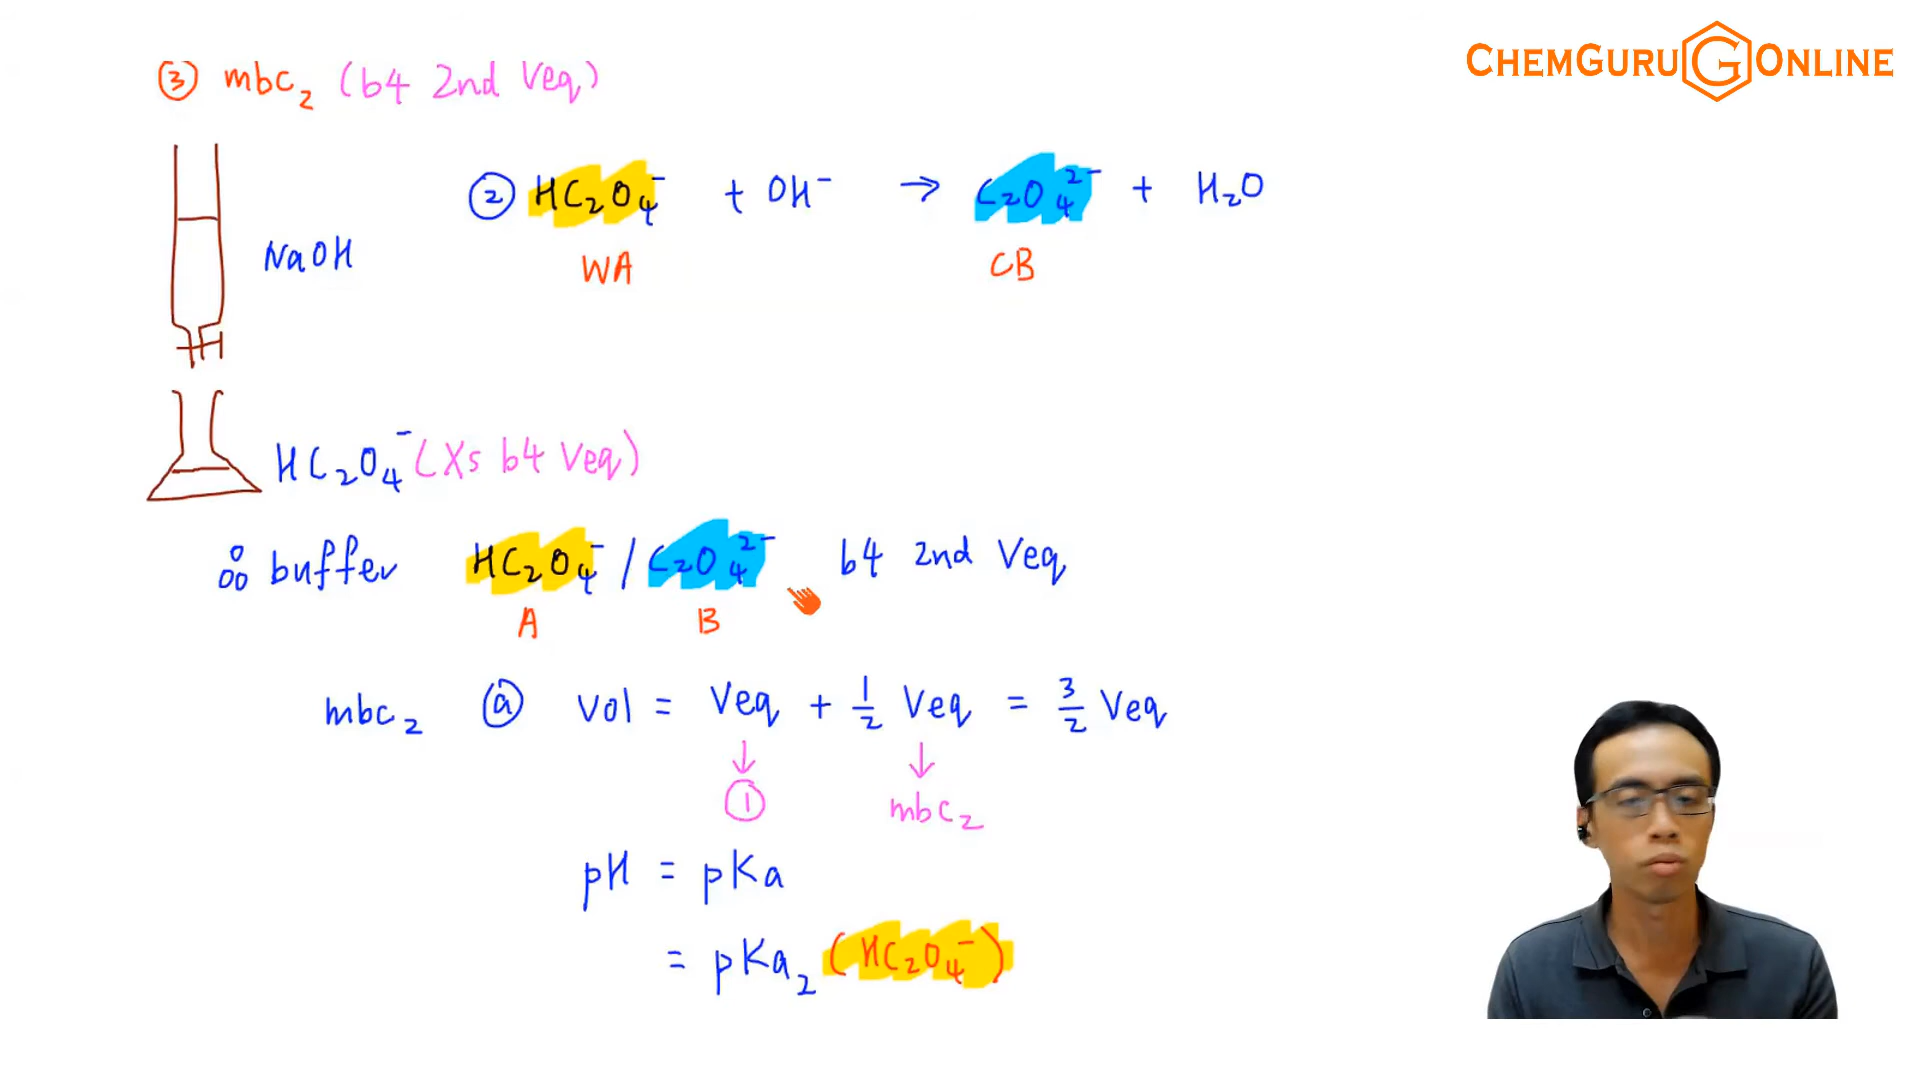 CHEMGURU G ONLINE
③ mbc₂ (b4 2nd Veq)
② HC₂O₄⁻ + OH⁻ → C₂O₄²⁻ + H₂O
WA CB
NaOH
HC₂O₄⁻ (Xs b4 Veq)
∴ buffer HC₂O₄⁻ / C₂O₄²⁻ b4 2nd Veq
A B
mbc₂ @ vol = Veq + 1/2 Veq = 3/2 Veq
↓ ↓
① mbc₂
pH = pKa
= pKa₂ (HC₂O₄⁻)